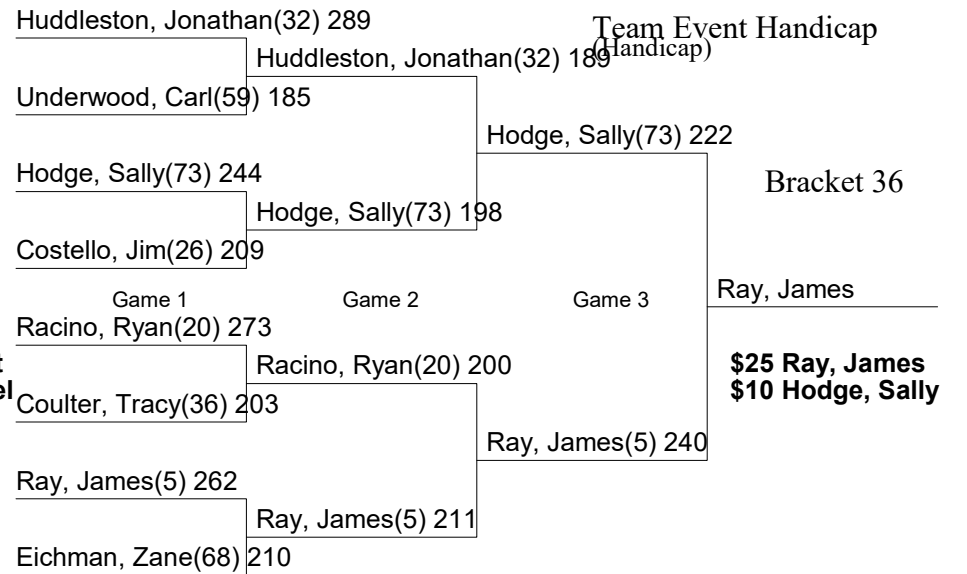 Huddleston, Jonathan(32) 289
Team Event Handicap
(Handicap)
Huddleston, Jonathan(32) 189
Underwood, Carl(59) 185
Hodge, Sally(73) 222
Hodge, Sally(73) 244
Bracket 36
Hodge, Sally(73) 198
Costello, Jim(26) 209
Game 1
Game 2
Game 3
Ray, James
Racino, Ryan(20) 273
Racino, Ryan(20) 200
$25 Ray, James
$10 Hodge, Sally
Coulter, Tracy(36) 203
Ray, James(5) 240
Ray, James(5) 262
Ray, James(5) 211
Eichman, Zane(68) 210